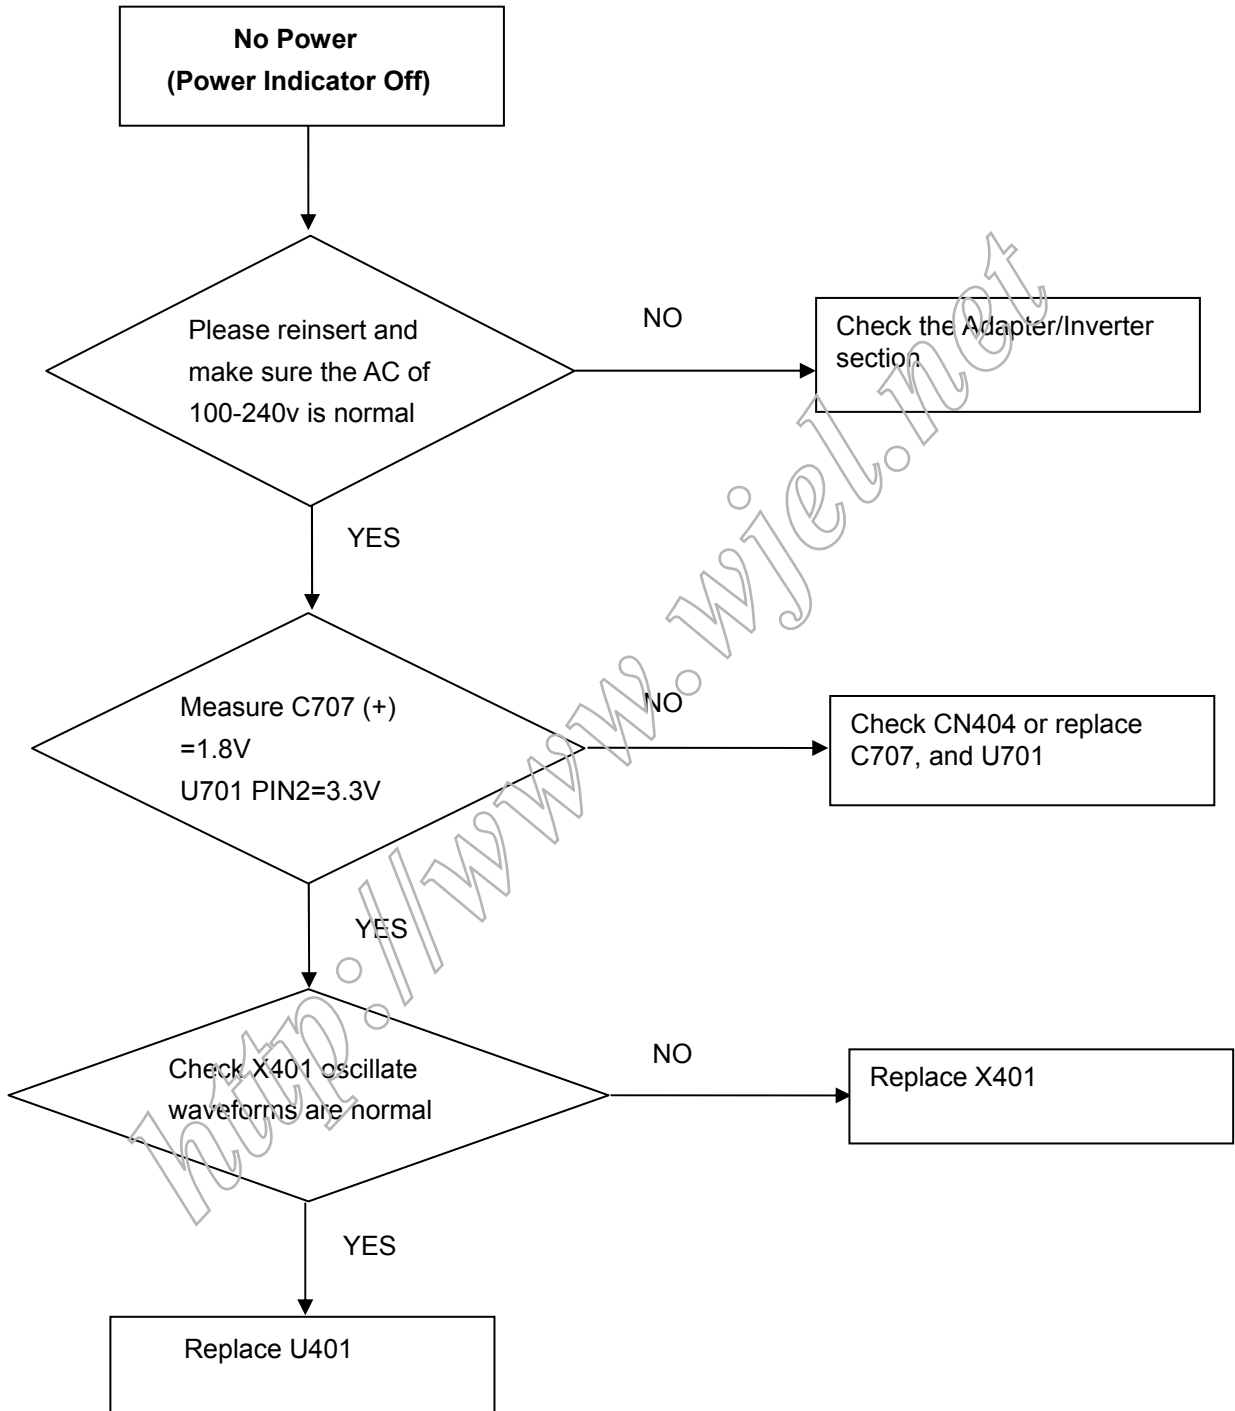 No Power
(Power Indicator Off)
Please reinsert and
make sure the AC of
100-240v is normal
NO
Check the Adapter/Inverter
section
YES
Measure C707 (+)
=1.8V
U701 PIN2=3.3V
NO
Check CN404 or replace
C707, and U701
YES
Check X401 oscillate
waveforms are normal
NO
Replace X401
YES
Replace U401
http://www.wjel.net